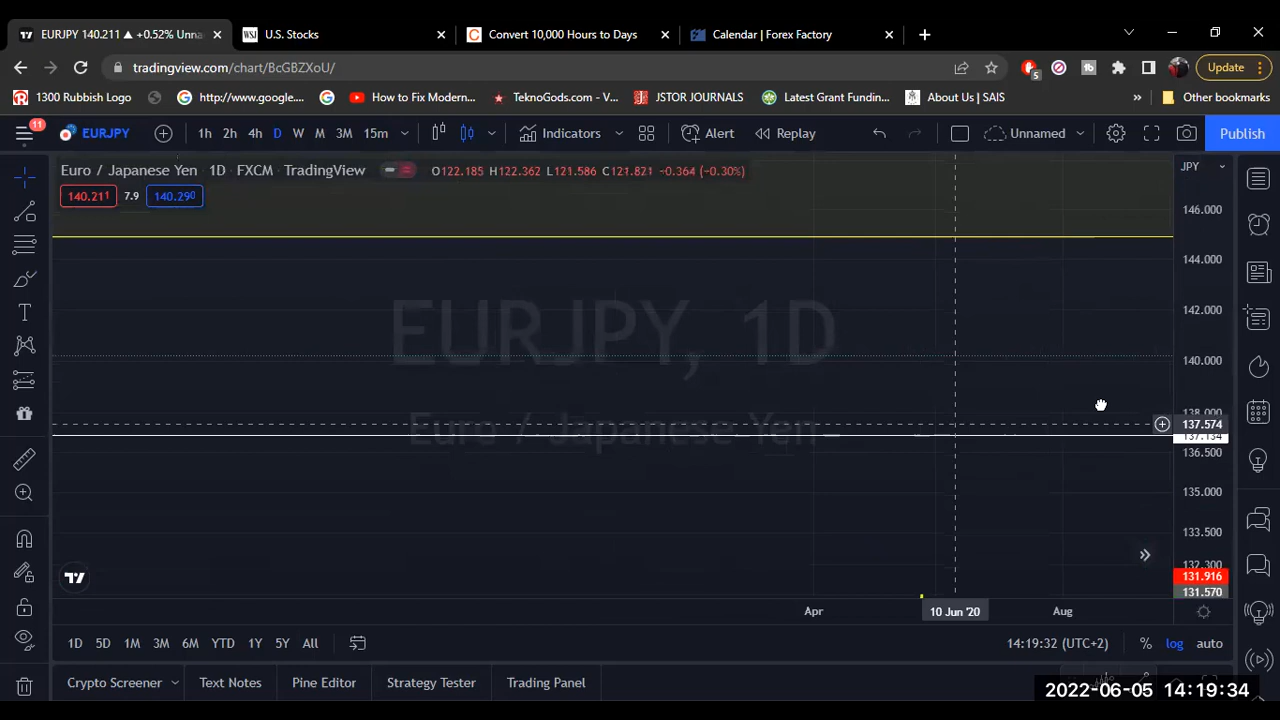 EURJPY 140.211 ▲ +0.52% Unna
WSJ U.S. Stocks
C Convert 10,000 Hours to Days
Calendar | Forex Factory
tradingview.com/chart/BcGBZXoU/
5
Update
1300 Rubbish Logo
http://www.google...
How to Fix Modern...
TeknoGods.com - V...
JSTOR JOURNALS
Latest Grant Fundin...
About Us | SAIS
»
Other bookmarks
11
EURJPY
1h 2h 4h D W M 3M 15m
Indicators
Alert
Replay
Unnamed
Publish
Euro / Japanese Yen 1D FXCM TradingView
O122.185 H122.362 L121.586 C121.821 −0.364 (−0.30%)
JPY
140.211 7.9 140.290
146.000
144.000
142.000
EURJPY, 1D
140.000
138.000
137.574
Euro / Japanese Yen
137.134
136.500
135.000
133.500
132.300
131.916
131.570
Apr
10 Jun '20
Aug
1D 5D 1M 3M 6M YTD 1Y 5Y All
14:19:32 (UTC+2)
% log auto
Crypto Screener
Text Notes
Pine Editor
Strategy Tester
Trading Panel
2022-06-05 14:19:34